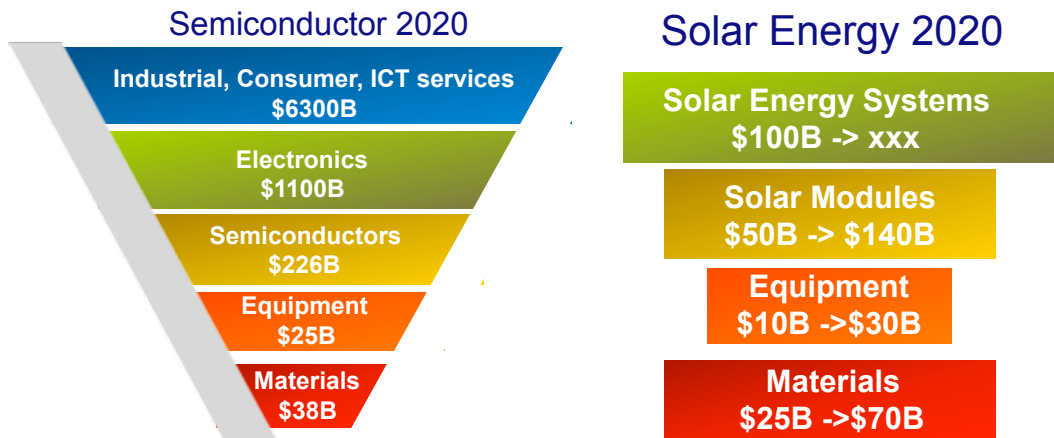 Semiconductor 2020
Industrial, Consumer, ICT services
$6300B
Electronics
$1100B
Semiconductors
$226B
Equipment
$25B
Materials
$38B
Solar Energy 2020
Solar Energy Systems
$100B -> xxx
Solar Modules
$50B -> $140B
Equipment
$10B ->$30B
Materials
$25B ->$70B